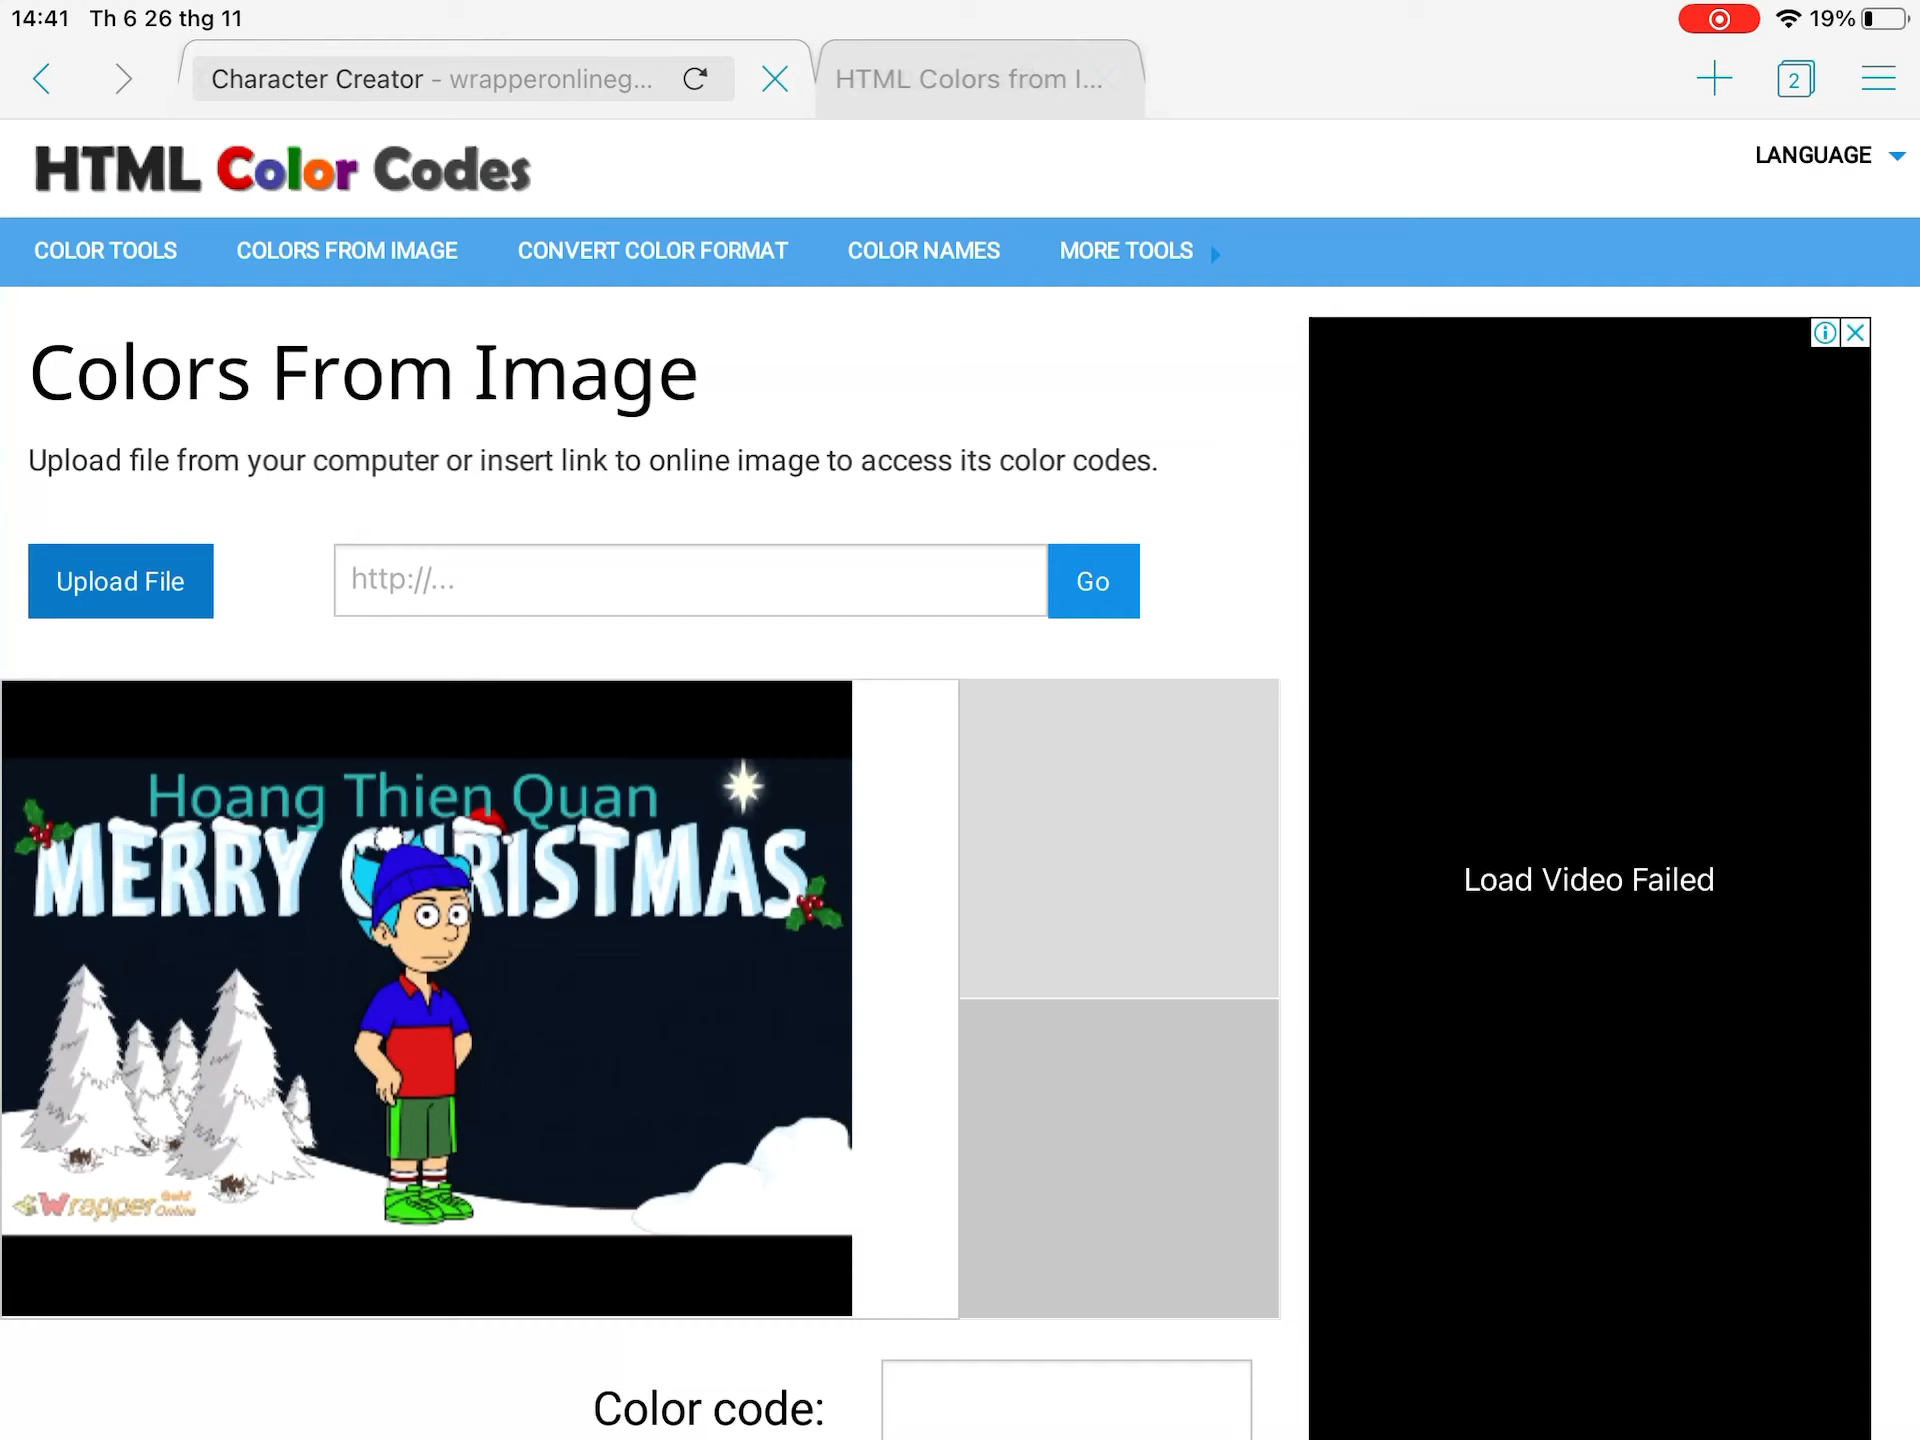 14:41 Th 6 26 thg 11 19%
Character Creator - wrapperonlineg... HTML Colors from I... 2
HTML Color Codes
LANGUAGE
COLOR TOOLS COLORS FROM IMAGE CONVERT COLOR FORMAT COLOR NAMES MORE TOOLS
Colors From Image
Upload file from your computer or insert link to online image to access its color codes.
Upload File http://... Go
Hoang Thien Quan
MERRY CHRISTMAS
Load Video Failed
Wrapper Gold Online
Color code: